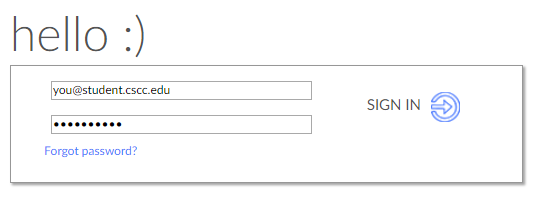 hello :)
you@student.cscc.edu
SIGN IN
••••••••••
Forgot password?